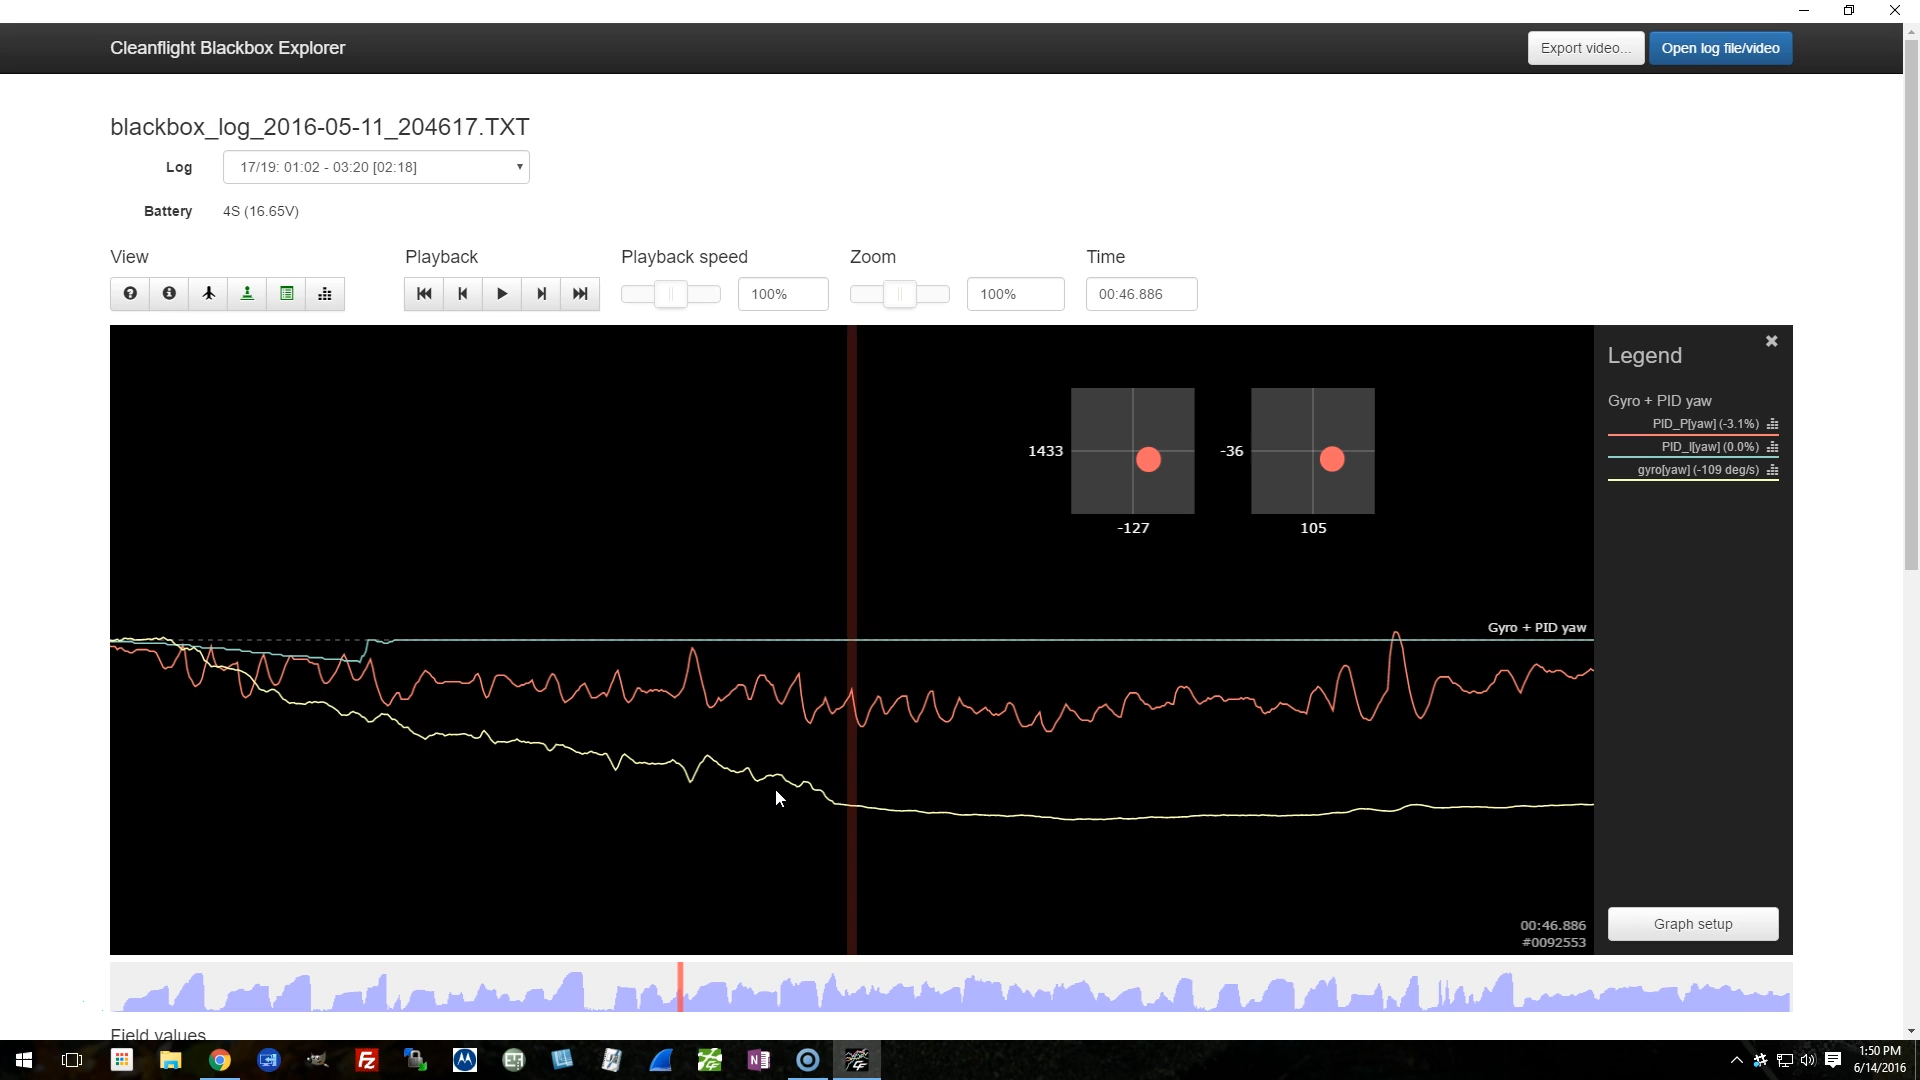 Cleanflight Blackbox Explorer
Export video...
Open log file/video
blackbox_log_2016-05-11_204617.TXT
Log
17/19: 01:02 - 03:20 [02:18]
Battery
4S (16.65V)
View
Playback
Playback speed
Zoom
Time
100%
100%
00:46.886
1433
-127
-36
105
Gyro + PID yaw
00:46.886
#0092553
Legend
Gyro + PID yaw
PID_P[yaw] (-3.1%)
PID_I[yaw] (0.0%)
gyro[yaw] (-109 deg/s)
Graph setup
Field values
1:50 PM
6/14/2016